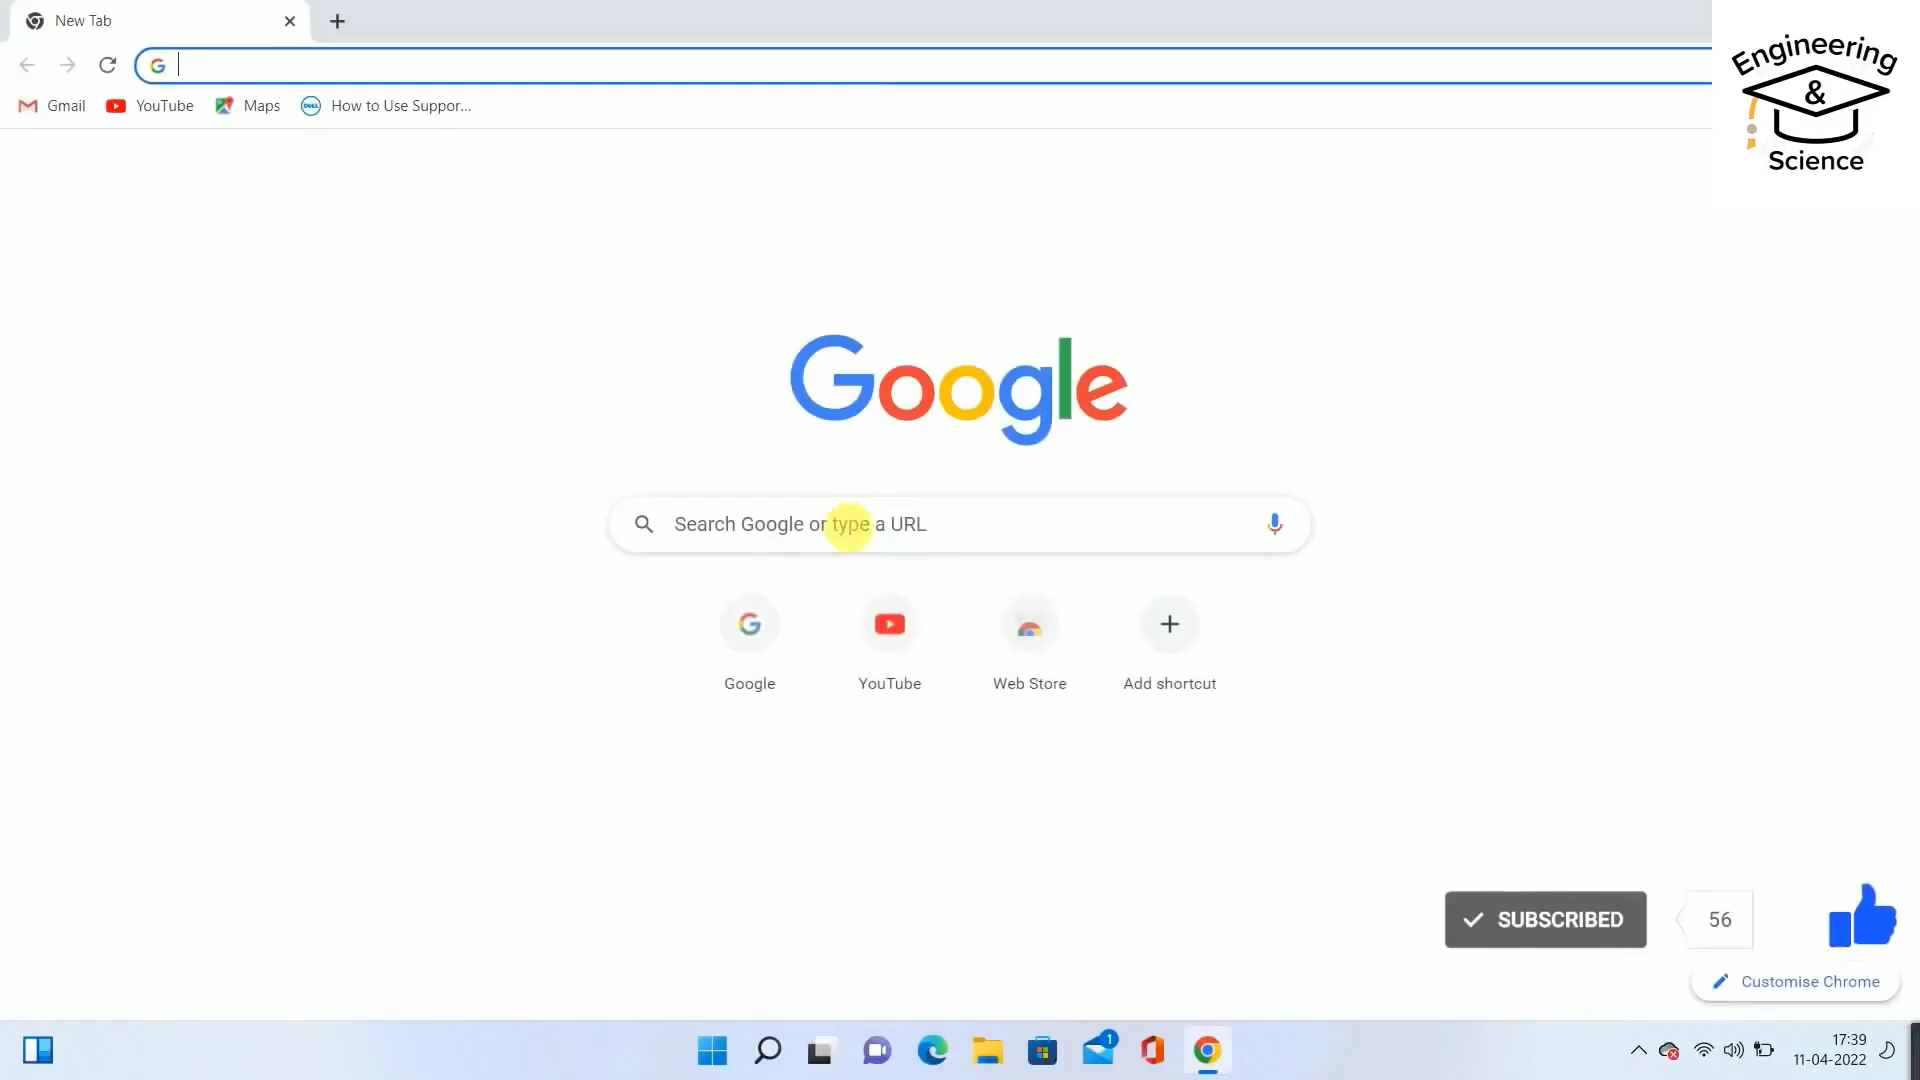 New Tab
Gmail
YouTube
Maps
How to Use Suppor...
Engineering
&
Science
Google
Search Google or type a URL
Google
YouTube
Web Store
Add shortcut
SUBSCRIBED
56
Customise Chrome
1
17:39
11-04-2022